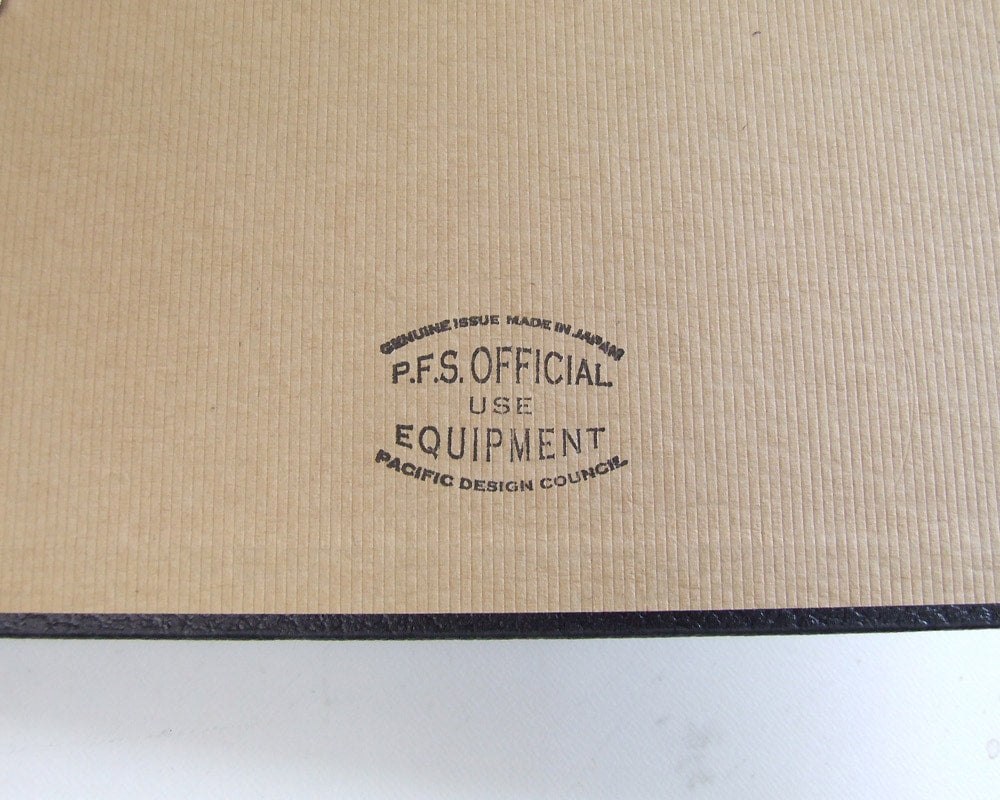 GENUINE ISSUE MADE IN JAPAN
P.F.S. OFFICIAL
USE
EQUIPMENT
PACIFIC DESIGN COUNCIL